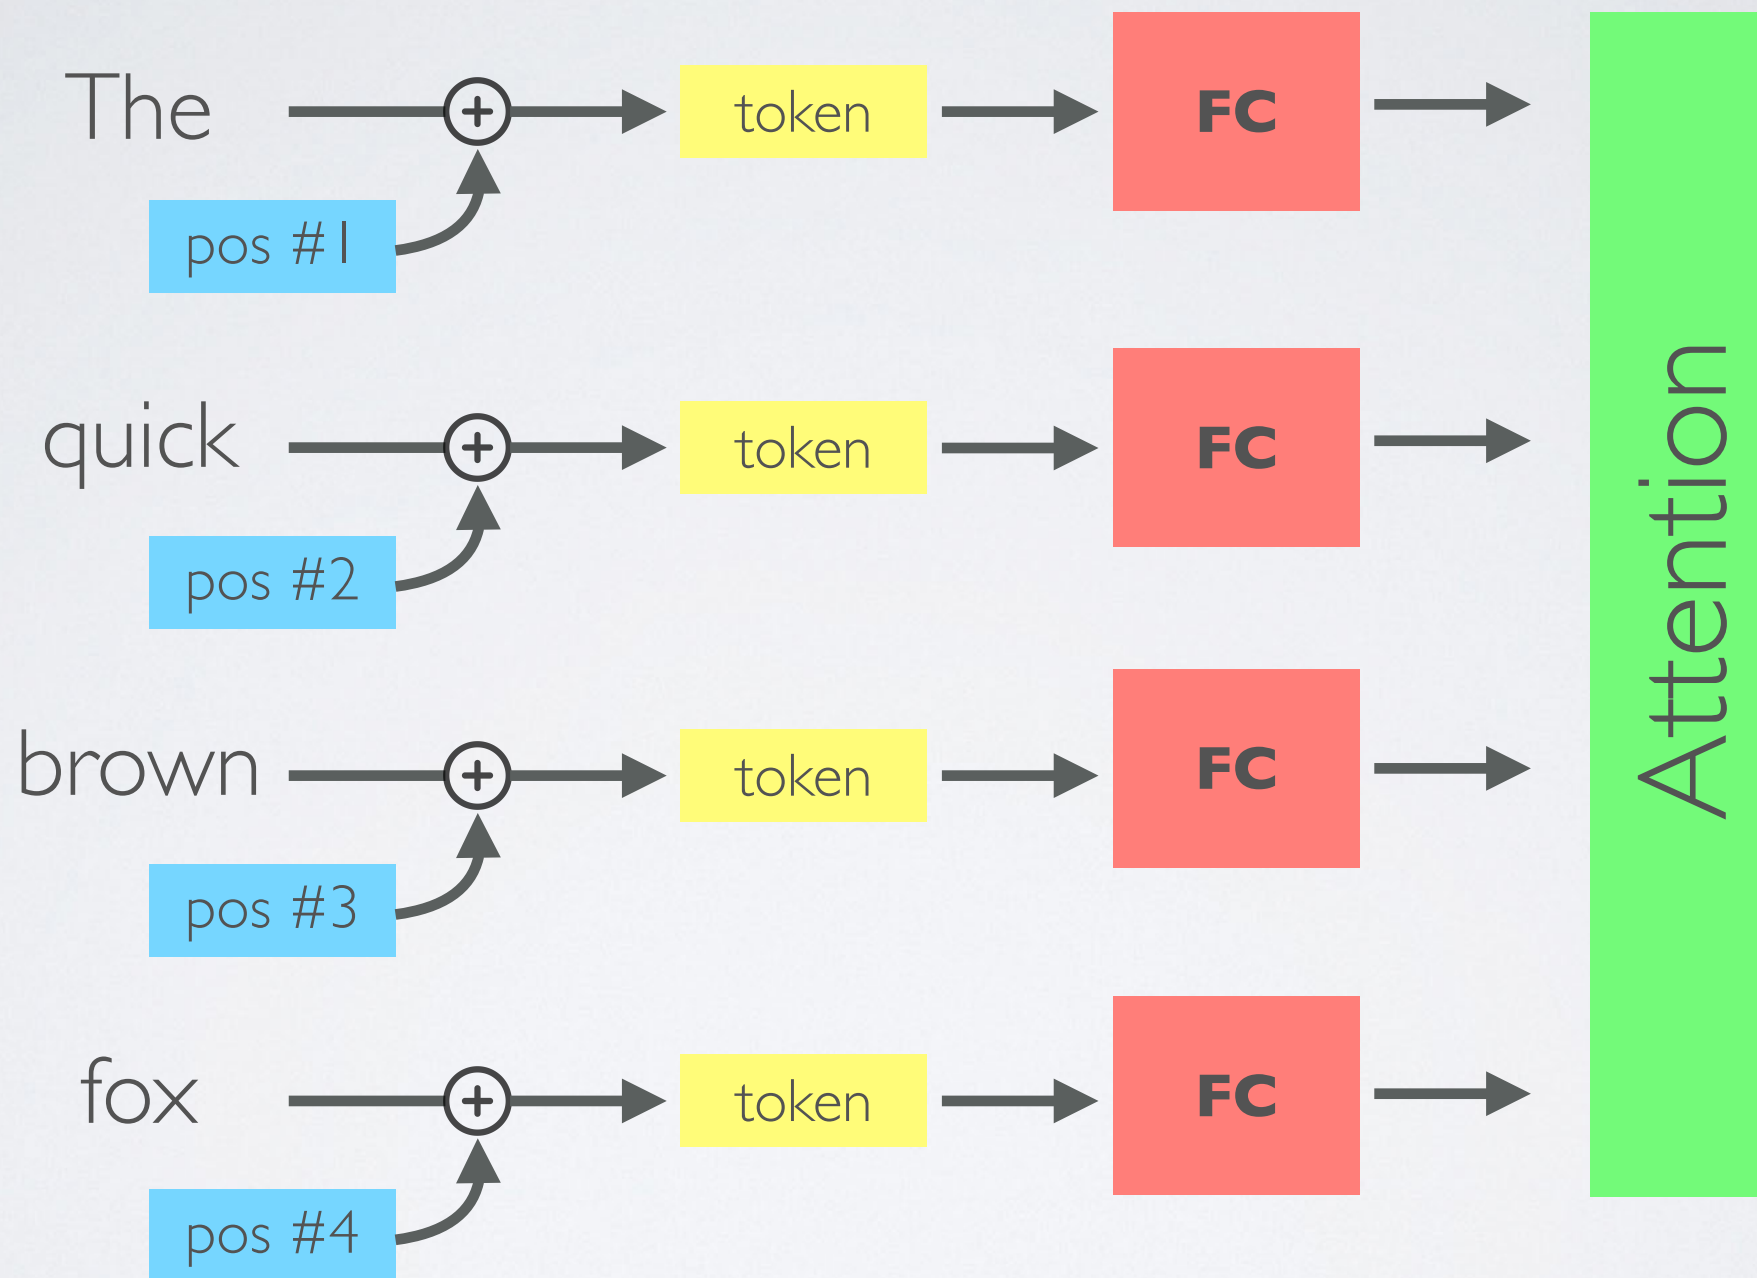 The
token
FC
pos #1
quick
token
FC
pos #2
brown
token
FC
pos #3
fox
token
FC
pos #4
Attention